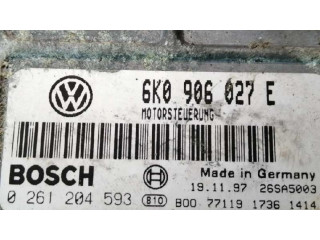 6K0 906 027 E
MOTORSTEUERUNG
BOSCH
Made in Germany
19.11.97 26SA5003
0 261 204 593 B10 B00 77119 1736 1414